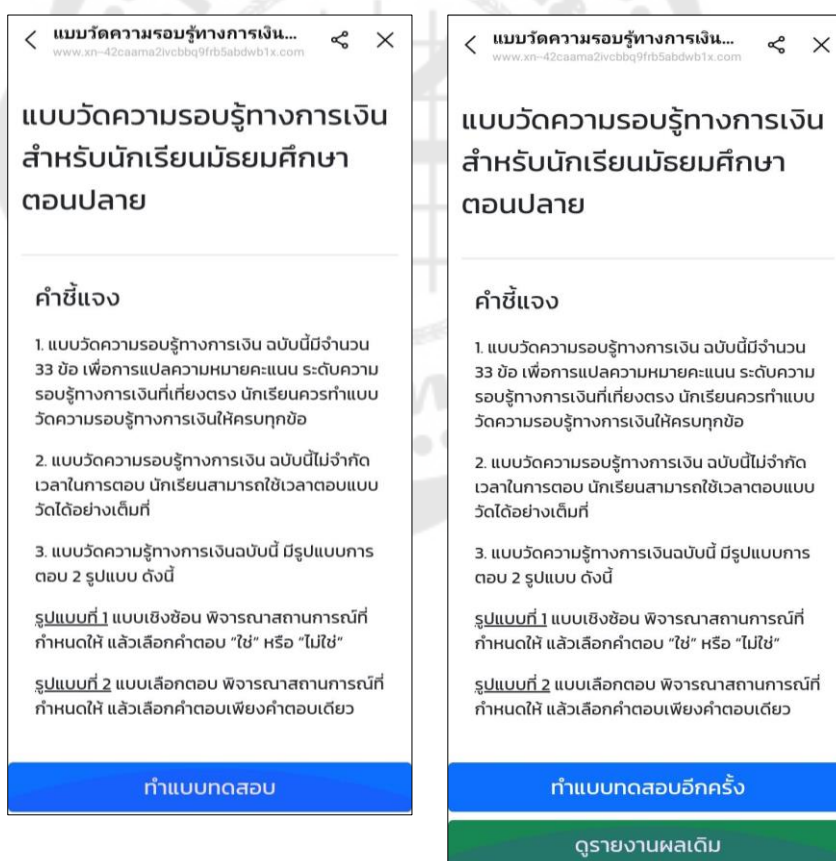 แบบวัดความรอบรู้ทางการเงิน...
www.xn--42caama2ivcbbq9frb5abdwb1x.com
แบบวัดความรอบรู้ทางการเงิน
สำหรับนักเรียนมัธยมศึกษา
ตอนปลาย
คำชี้แจง
1. แบบวัดความรอบรู้ทางการเงิน ฉบับนี้มีจำนวน
33 ข้อ เพื่อการแปลความหมายคะแนน ระดับความ
รอบรู้ทางการเงินที่เที่ยงตรง นักเรียนควรทำแบบ
วัดความรอบรู้ทางการเงินให้ครบทุกข้อ
2. แบบวัดความรอบรู้ทางการเงิน ฉบับนี้ไม่จำกัด
เวลาในการตอบ นักเรียนสามารถใช้เวลาตอบแบบ
วัดได้อย่างเต็มที่
3. แบบวัดความรู้ทางการเงินฉบับนี้ มีรูปแบบการ
ตอบ 2 รูปแบบ ดังนี้
รูปแบบที่ 1 แบบเชิงซ้อน พิจารณาสถานการณ์ที่
กำหนดให้ แล้วเลือกคำตอบ “ใช่” หรือ “ไม่ใช่”
รูปแบบที่ 2 แบบเลือกตอบ พิจารณาสถานการณ์ที่
กำหนดให้ แล้วเลือกคำตอบเพียงคำตอบเดียว
ทำแบบทดสอบ
แบบวัดความรอบรู้ทางการเงิน...
www.xn--42caama2ivcbbq9frb5abdwb1x.com
แบบวัดความรอบรู้ทางการเงิน
สำหรับนักเรียนมัธยมศึกษา
ตอนปลาย
คำชี้แจง
1. แบบวัดความรอบรู้ทางการเงิน ฉบับนี้มีจำนวน
33 ข้อ เพื่อการแปลความหมายคะแนน ระดับความ
รอบรู้ทางการเงินที่เที่ยงตรง นักเรียนควรทำแบบ
วัดความรอบรู้ทางการเงินให้ครบทุกข้อ
2. แบบวัดความรอบรู้ทางการเงิน ฉบับนี้ไม่จำกัด
เวลาในการตอบ นักเรียนสามารถใช้เวลาตอบแบบ
วัดได้อย่างเต็มที่
3. แบบวัดความรู้ทางการเงินฉบับนี้ มีรูปแบบการ
ตอบ 2 รูปแบบ ดังนี้
รูปแบบที่ 1 แบบเชิงซ้อน พิจารณาสถานการณ์ที่
กำหนดให้ แล้วเลือกคำตอบ “ใช่” หรือ “ไม่ใช่”
รูปแบบที่ 2 แบบเลือกตอบ พิจารณาสถานการณ์ที่
กำหนดให้ แล้วเลือกคำตอบเพียงคำตอบเดียว
ทำแบบทดสอบอีกครั้ง
ดูรายงานผลเดิม